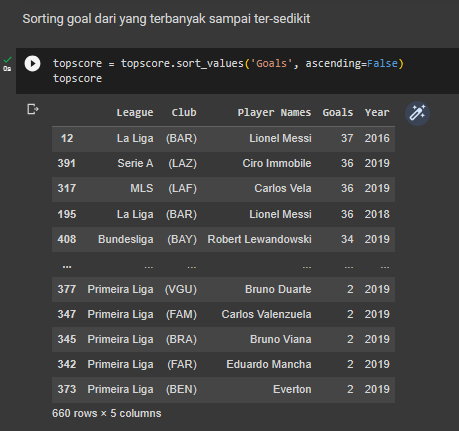 Sorting goal dari yang terbanyak sampai ter-sedikit
0s
topscore = topscore.sort_values('Goals', ascending=False)
topscore
League Club Player Names Goals Year
12 La Liga (BAR) Lionel Messi 37 2016
391 Serie A (LAZ) Ciro Immobile 36 2019
317 MLS (LAF) Carlos Vela 36 2019
195 La Liga (BAR) Lionel Messi 36 2018
408 Bundesliga (BAY) Robert Lewandowski 34 2019
... ... ... ... ... ...
377 Primeira Liga (VGU) Bruno Duarte 2 2019
347 Primeira Liga (FAM) Carlos Valenzuela 2 2019
345 Primeira Liga (BRA) Bruno Viana 2 2019
342 Primeira Liga (FAR) Eduardo Mancha 2 2019
373 Primeira Liga (BEN) Everton 2 2019
660 rows × 5 columns